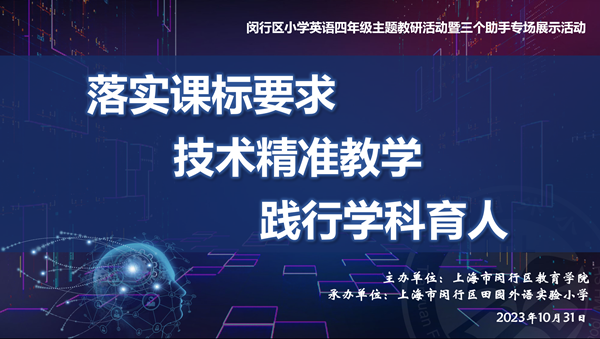 闵行区小学英语四年级主题教研活动暨三个助手专场展示活动
落实课标要求
技术精准教学
践行学科育人
主办单位：上海市闵行区教育学院
承办单位：上海市闵行区田园外语实验小学
2023年10月31日